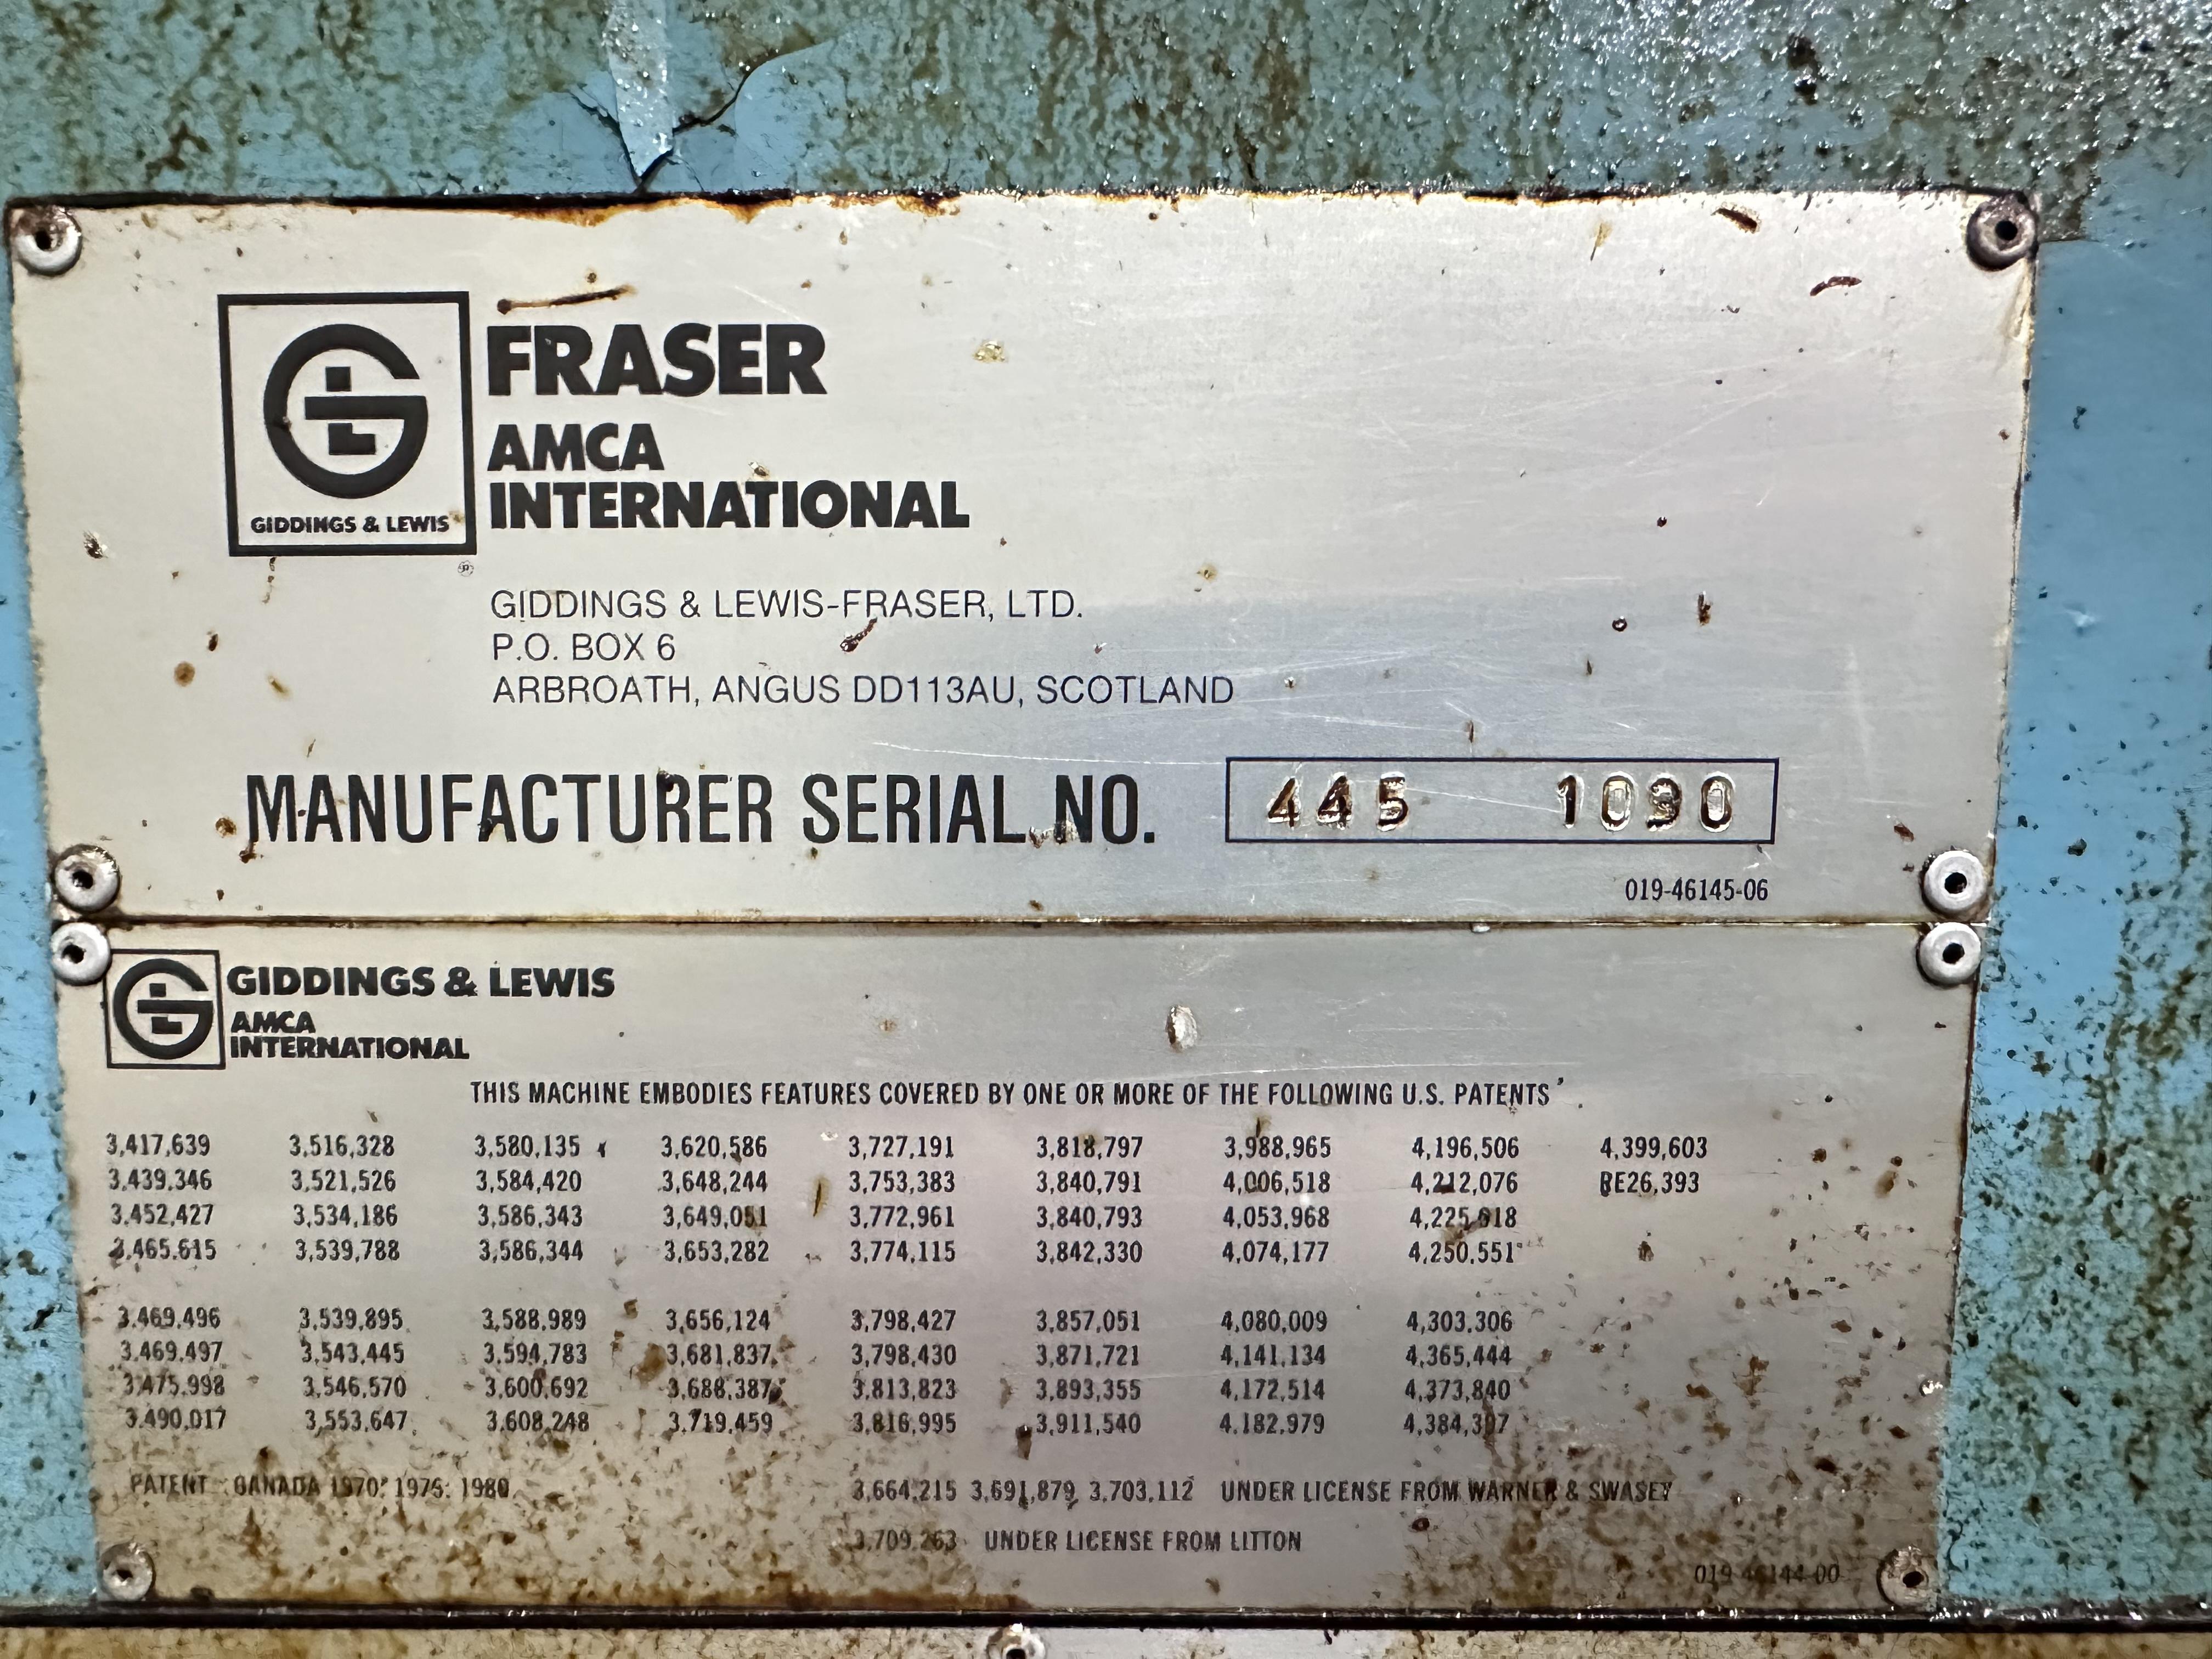 FRASER
AMCA
INTERNATIONAL
GIDDINGS & LEWIS
®
GIDDINGS & LEWIS-FRASER, LTD.
P.O. BOX 6
ARBROATH, ANGUS DD113AU, SCOTLAND
MANUFACTURER SERIAL NO. 445 1090
019-46145-06
GIDDINGS & LEWIS
AMCA
INTERNATIONAL
THIS MACHINE EMBODIES FEATURES COVERED BY ONE OR MORE OF THE FOLLOWING U.S. PATENTS
3,417,639 3,516,328 3,580,135 3,620,586 3,727,191 3,818,797 3,988,965 4,196,506 4,399,603
3,439,346 3,521,526 3,584,420 3,648,244 3,753,383 3,840,791 4,006,518 4,212,076 RE26,393
3,452,427 3,534,186 3,586,343 3,649,051 3,772,961 3,840,793 4,053,968 4,225,618
3,465,615 3,539,788 3,586,344 3,653,282 3,774,115 3,842,330 4,074,177 4,250,551
3,469,496 3,539,895 3,588,989 3,656,124 3,798,427 3,857,051 4,080,009 4,303,306
3,469,497 3,543,445 3,594,783 3,681,837 3,798,430 3,871,721 4,141,134 4,365,444
3,475,998 3,546,570 3,600,692 3,688,387 3,813,823 3,893,355 4,172,514 4,373,840
3,490,017 3,553,647 3,608,248 3,719,459 3,816,995 3,911,540 4,182,979 4,384,397
PATENT CANADA 1970: 1975: 1980 3,664,215 3,691,879 3,703,112 UNDER LICENSE FROM WARNER & SWASEY
3,709,263 UNDER LICENSE FROM LITTON
019-46144-00